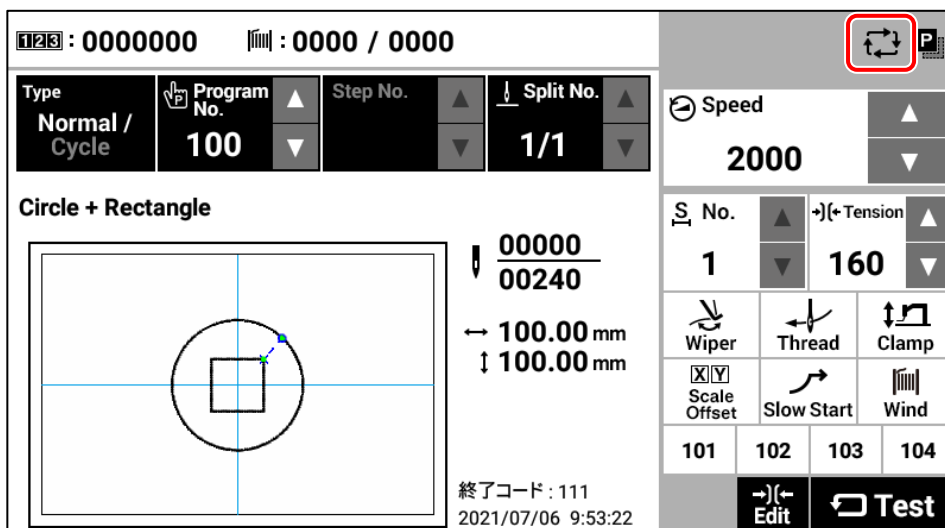 123 : 0000000 : 0000 / 0000
P
Type
Normal /
Cycle
P
Program
No.
100
Step No.
Split No.
1/1
Speed
2000
Circle + Rectangle
00000
00240
100.00 mm
100.00 mm
S No.
1
Tension
160
Wiper
Thread
Clamp
X Y
Scale
Offset
Slow Start
Wind
101 102 103 104
Edit
Test
終了コード : 111
2021/07/06 9:53:22